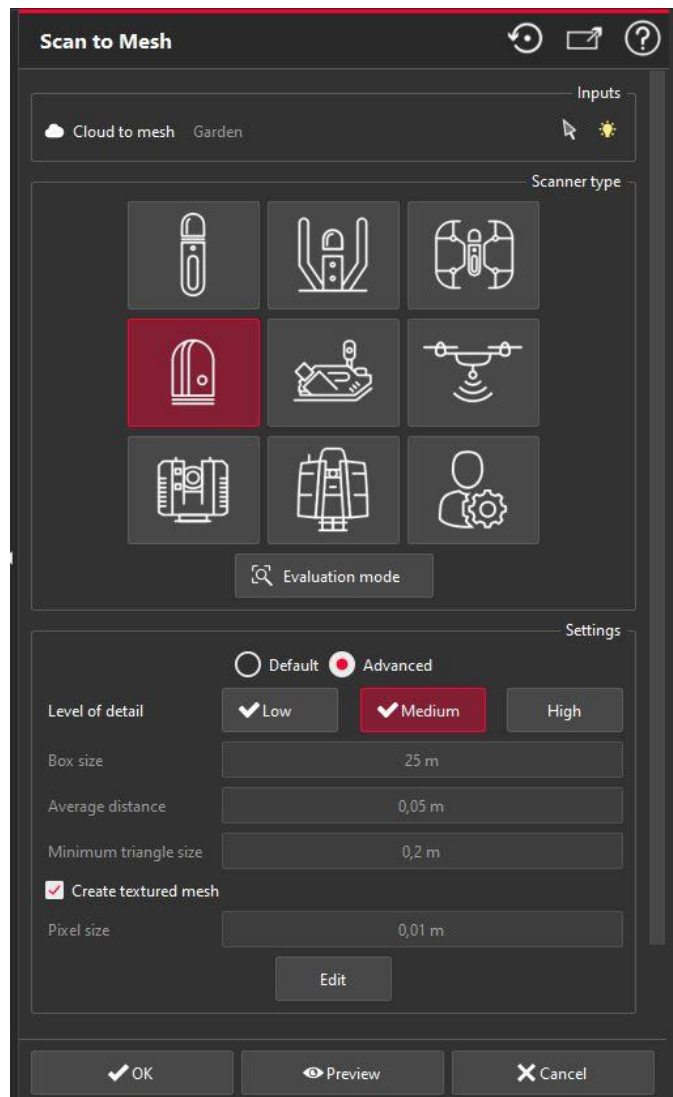 Scan to Mesh
Inputs
Cloud to mesh Garden
Scanner type
Evaluation mode
Settings
Default Advanced
Level of detail Low Medium High
Box size 25 m
Average distance 0,05 m
Minimum triangle size 0,2 m
Create textured mesh
Pixel size 0,01 m
Edit
OK Preview Cancel